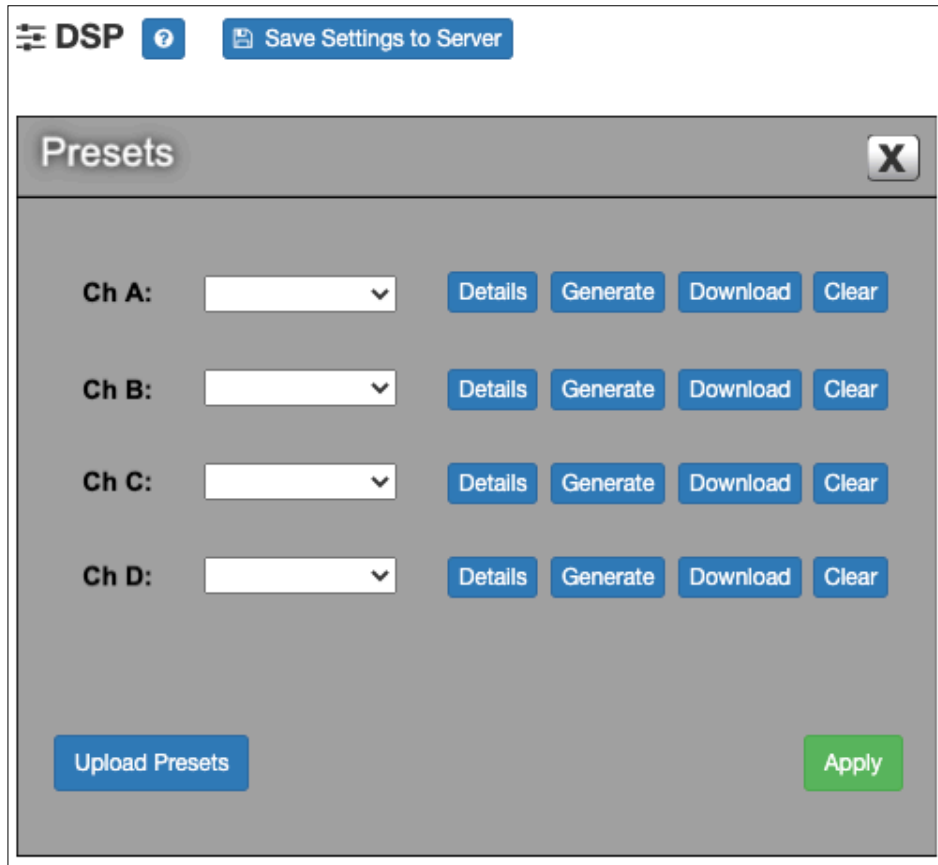 DSP ? Save Settings to Server
Presets X
Ch A: Details Generate Download Clear
Ch B: Details Generate Download Clear
Ch C: Details Generate Download Clear
Ch D: Details Generate Download Clear
Upload Presets Apply